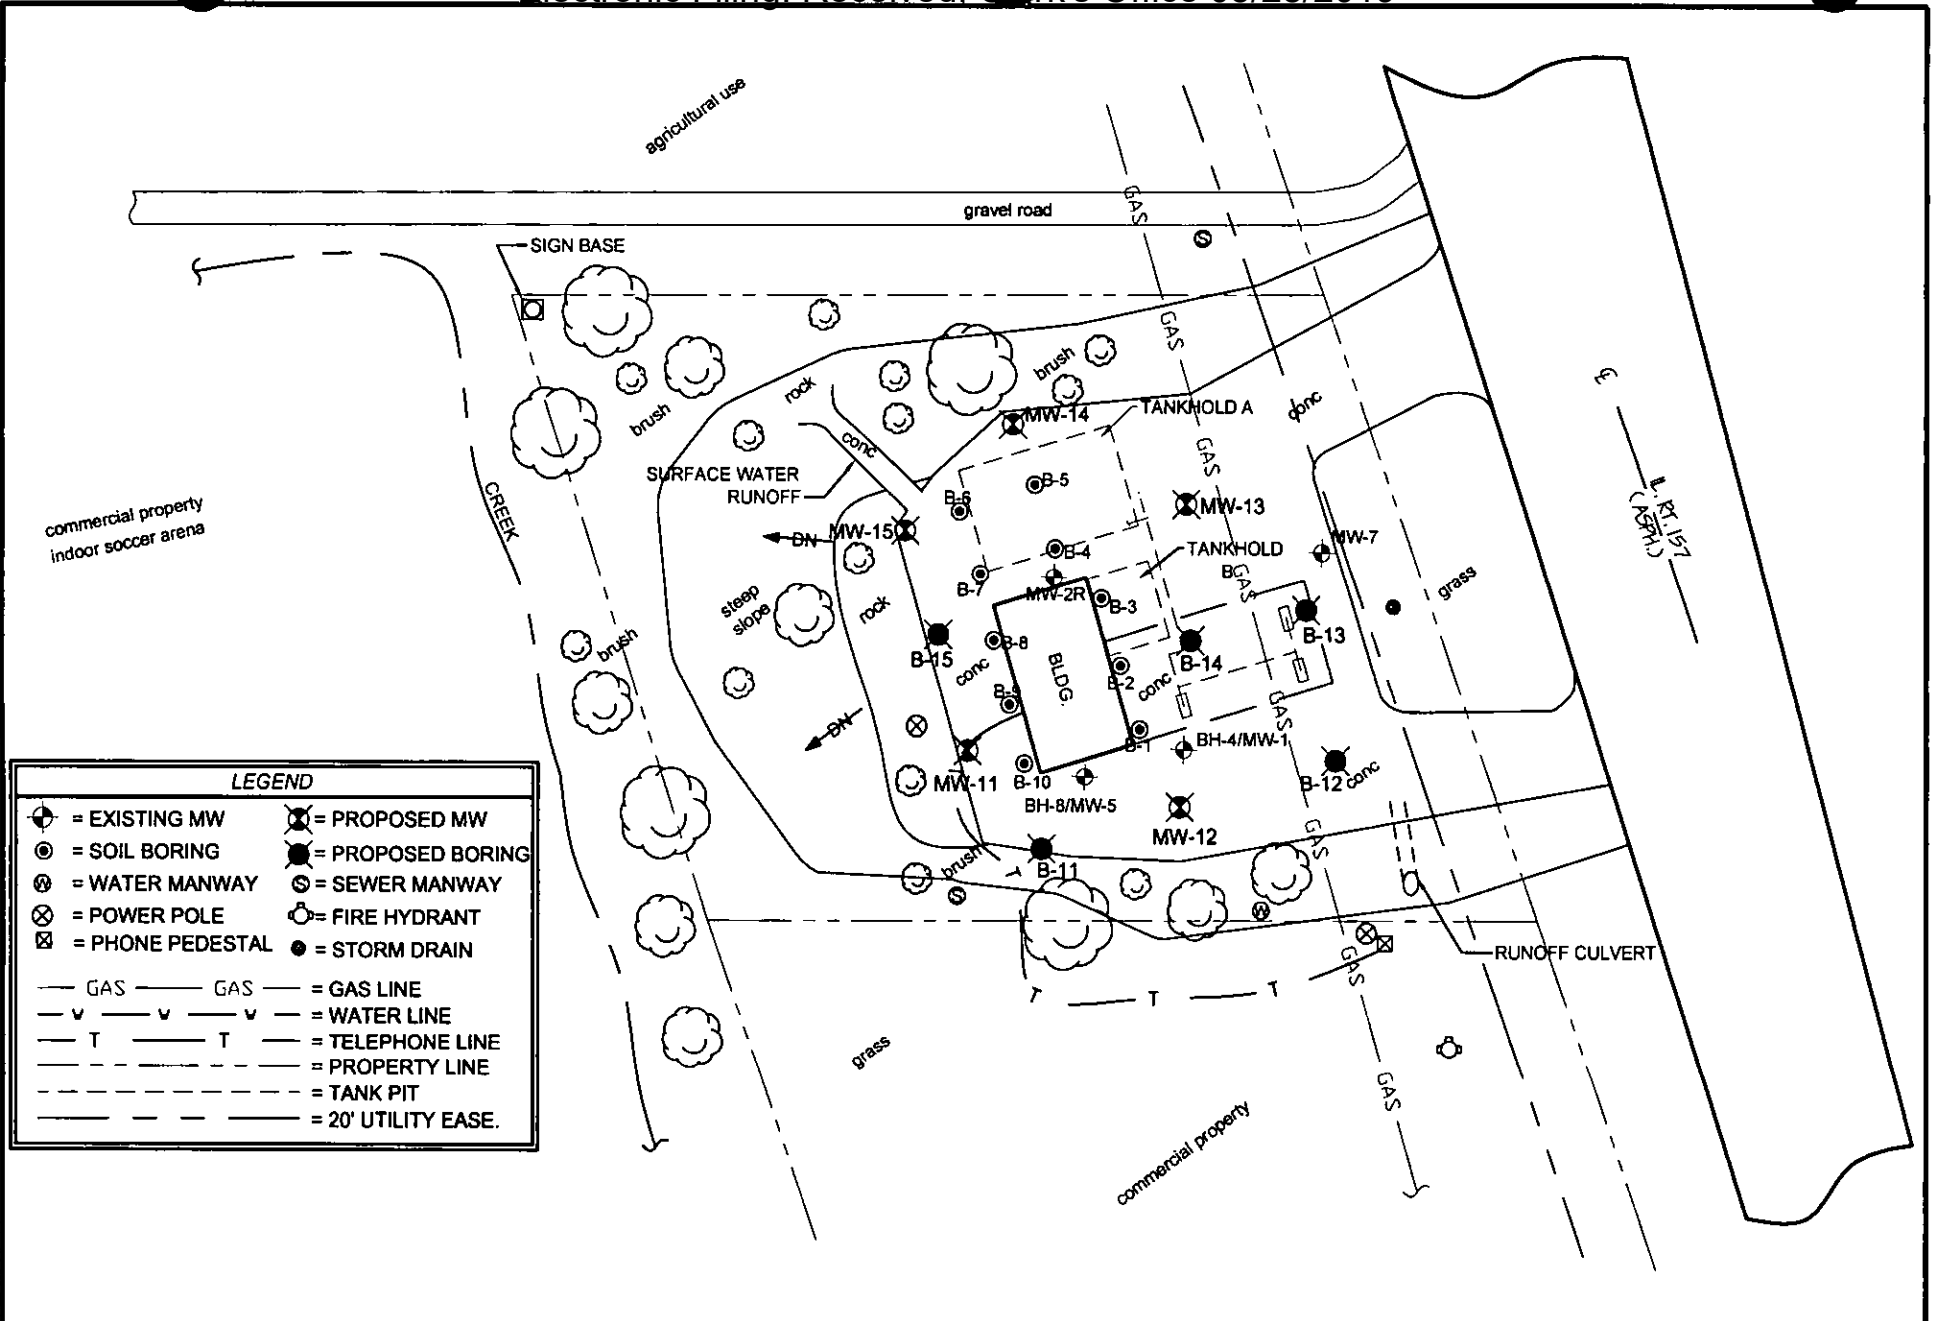 agricultural use
gravel road
SIGN BASE
GAS
GAS
GAS
GAS
GAS
GAS
GAS
GAS
S
brush
brush
rock
conc
conc
MW-14
TANKHOLD A
SURFACE WATER
RUNOFF
B-5
B-6
MW-13
MW-15
DN
B-4
MW-7
TANKHOLD
B
B-7
MW-2R
B-3
CREEK
commercial property
indoor soccer arena
steep
slope
rock
brush
grass
L. RT. 157
(ASPH.)
B-13
B-15
B-8
B-14
conc
BLDG.
B-2
conc
B-9
DN
B-1
BH-4/MW-1
MW-11
B-10
BH-8/MW-5
B-12
conc
MW-12
brush
B-11
T
S
W
RUNOFF CULVERT
T
T
T
grass
commercial property
LEGEND
= EXISTING MW
= PROPOSED MW
= SOIL BORING
= PROPOSED BORING
W = WATER MANWAY
S = SEWER MANWAY
= POWER POLE
= FIRE HYDRANT
= PHONE PEDESTAL
= STORM DRAIN
GAS GAS = GAS LINE
V V V = WATER LINE
T T = TELEPHONE LINE
= PROPERTY LINE
= TANK PIT
= 20' UTILITY EASE.